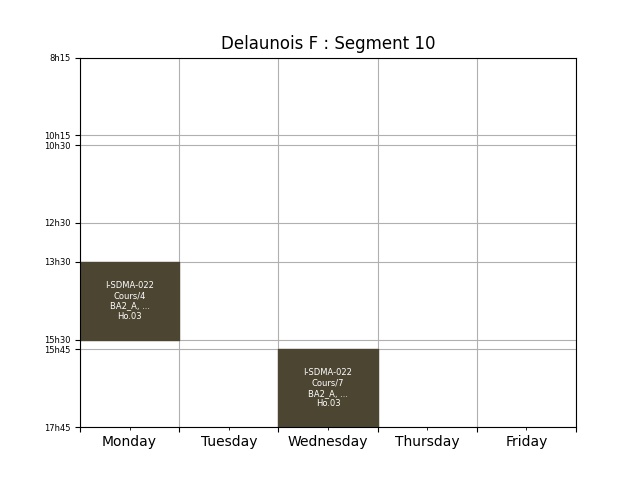 Delaunois F : Segment 10
8h15
10h15
10h30
12h30
13h30
I-SDMA-022
Cours/4
BA2_A, ...
Ho.03
15h30
15h45
I-SDMA-022
Cours/7
BA2_A, ...
Ho.03
17h45
Monday Tuesday Wednesday Thursday Friday